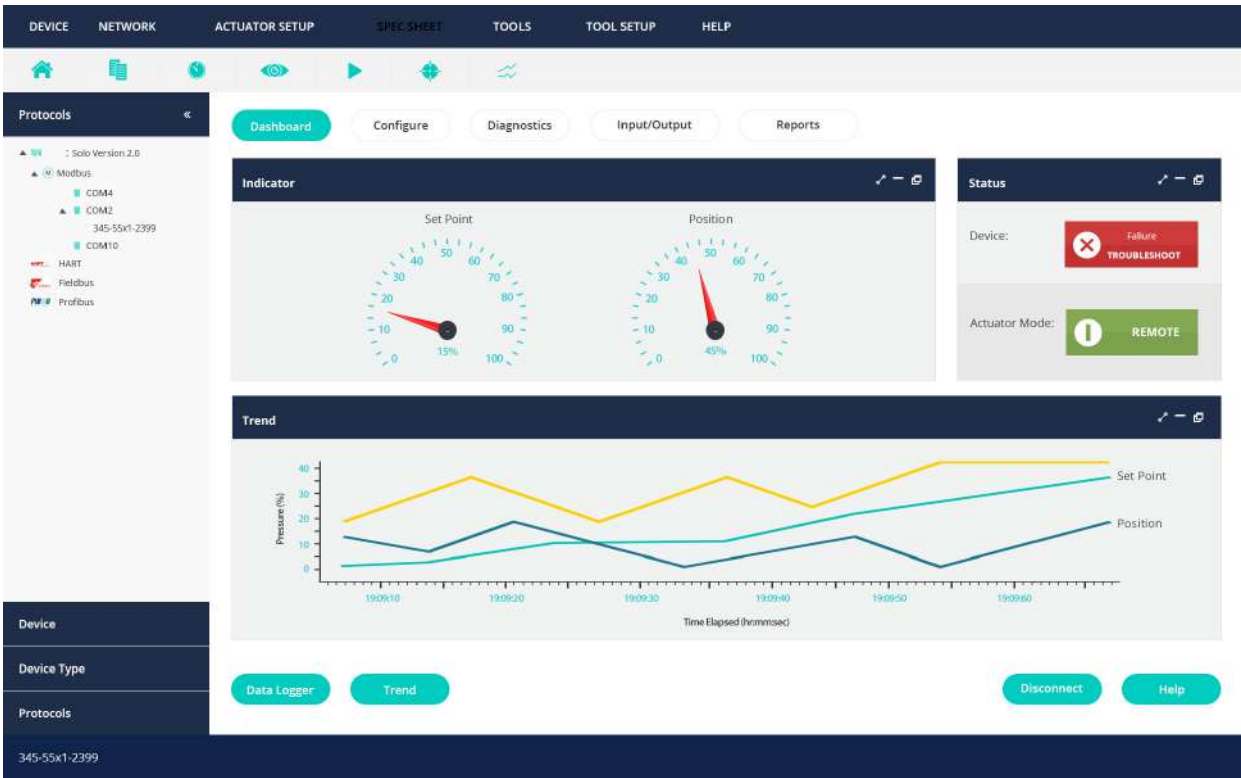 DEVICE NETWORK ACTUATOR SETUP SPEC SHEET TOOLS TOOL SETUP HELP
Protocols «
Dashboard Configure Diagnostics Input/Output Reports
: Solo Version 2.0
Modbus
COM4
COM2
345-55x1-2399
COM10
HART
Fieldbus
Profibus
Indicator
Set Point
0 10 20 30 40 50 60 70 80 90 100
15%
Position
0 10 20 30 40 50 60 70 80 90 100
45%
Status
Device:
Failure
TROUBLESHOOT
Actuator Mode:
REMOTE
Trend
Pressure (%)
40
30
20
10
0
Set Point
Position
19:09:10 19:09:20 19:09:30 19:09:40 19:09:50 19:09:60
Time Elapsed (hr:mm:sec)
Device
Device Type
Protocols
Data Logger Trend Disconnect Help
345-55x1-2399